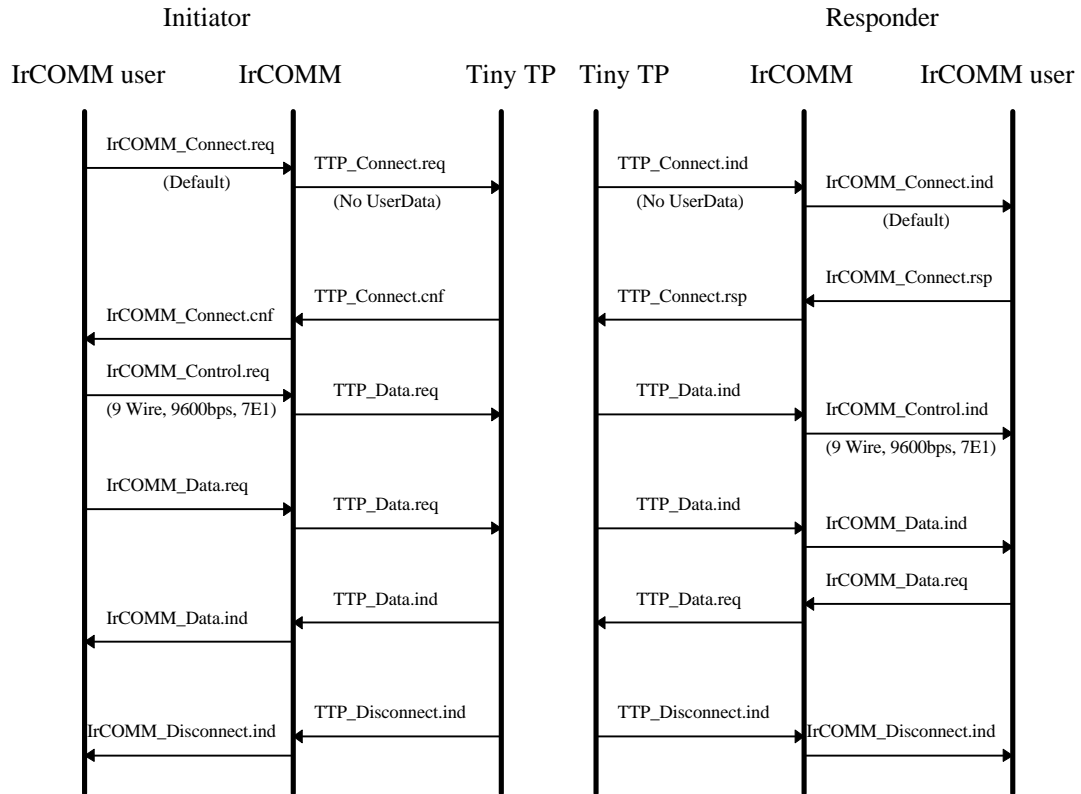 Initiator
Responder
IrCOMM user
IrCOMM
Tiny TP
Tiny TP
IrCOMM
IrCOMM user
IrCOMM_Connect.req
(Default)
TTP_Connect.req
(No UserData)
TTP_Connect.ind
(No UserData)
IrCOMM_Connect.ind
(Default)
IrCOMM_Connect.rsp
TTP_Connect.rsp
TTP_Connect.cnf
IrCOMM_Connect.cnf
IrCOMM_Control.req
(9 Wire, 9600bps, 7E1)
TTP_Data.req
TTP_Data.ind
IrCOMM_Control.ind
(9 Wire, 9600bps, 7E1)
IrCOMM_Data.req
TTP_Data.req
TTP_Data.ind
IrCOMM_Data.ind
IrCOMM_Data.req
TTP_Data.req
TTP_Data.ind
IrCOMM_Data.ind
TTP_Disconnect.ind
IrCOMM_Disconnect.ind
TTP_Disconnect.ind
IrCOMM_Disconnect.ind